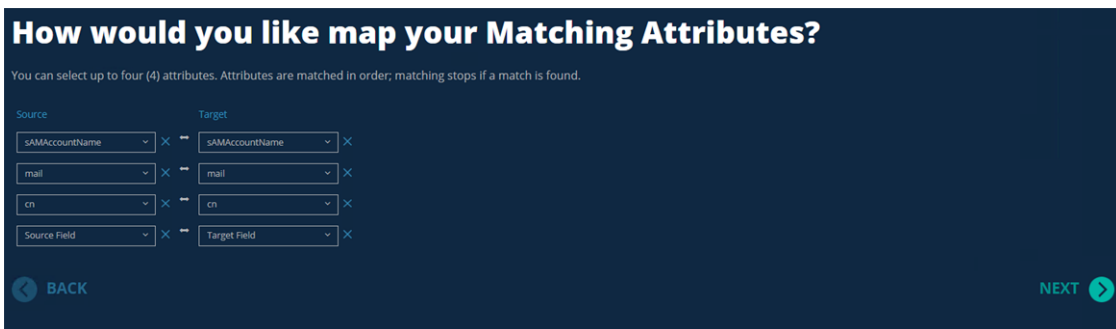 How would you like map your Matching Attributes?
You can select up to four (4) attributes. Attributes are matched in order; matching stops if a match is found.
Source Target
sAMAccountName sAMAccountName
mail mail
cn cn
Source Field Target Field
BACK NEXT